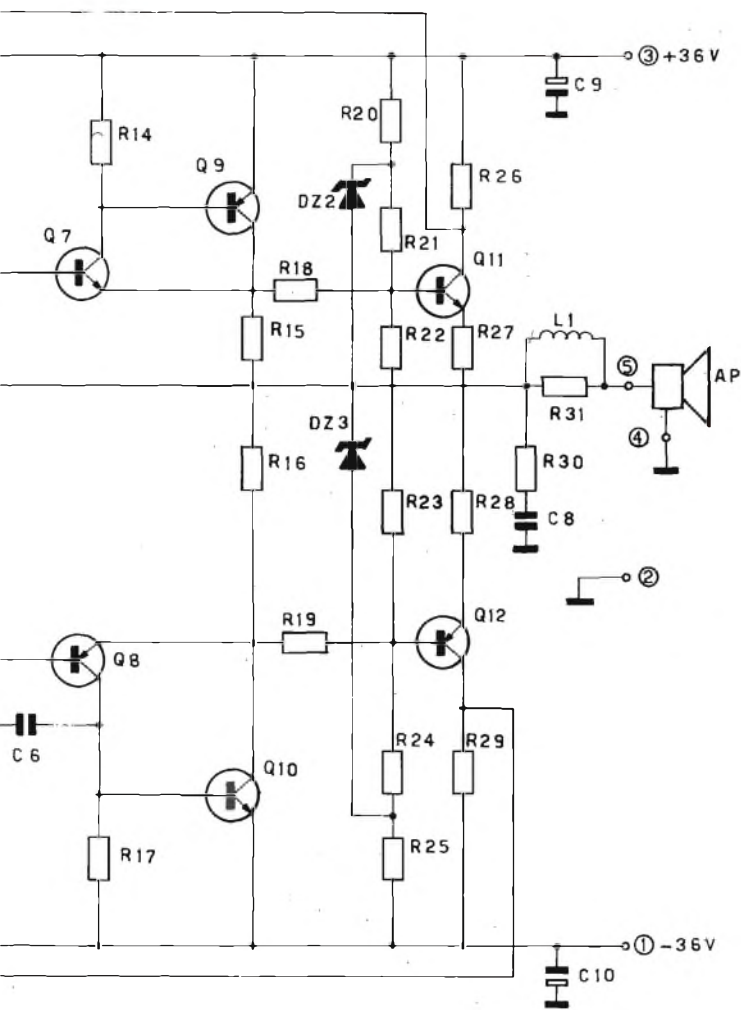 ③ +36V
C9
R20
R14
Q9
R26
DZ2
R21
Q7
Q11
R18
L1
R15
R22
R27
⑤
AP
R31
DZ3
④
R16
R30
R23
R28
C8
②
R19
Q12
Q8
C6
R24
R29
Q10
R17
R25
① -36V
C10